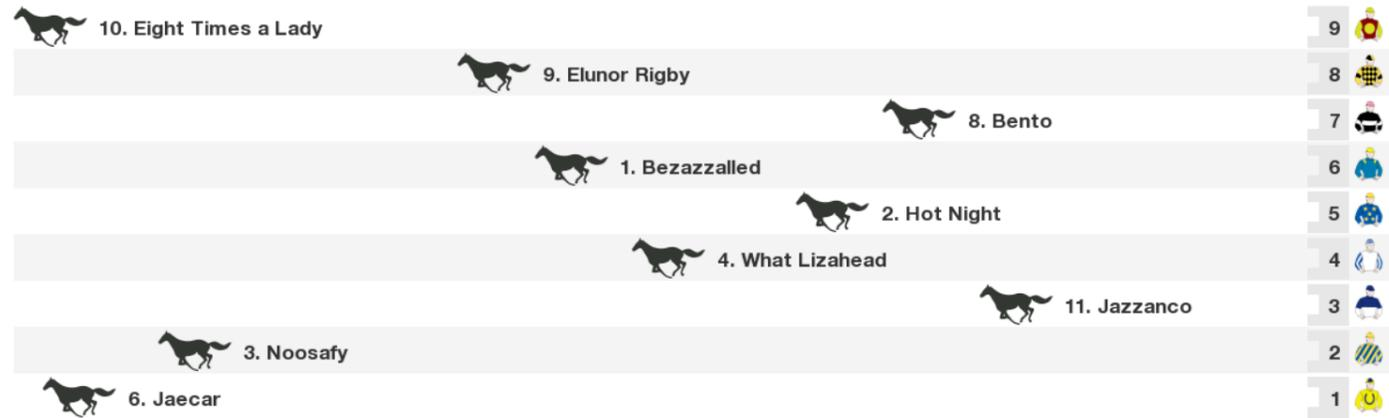 10. Eight Times a Lady 9
9. Elunor Rigby 8
8. Bento 7
1. Bezazzalled 6
2. Hot Night 5
4. What Lizahead 4
11. Jazzanco 3
3. Noosafy 2
6. Jaecar 1